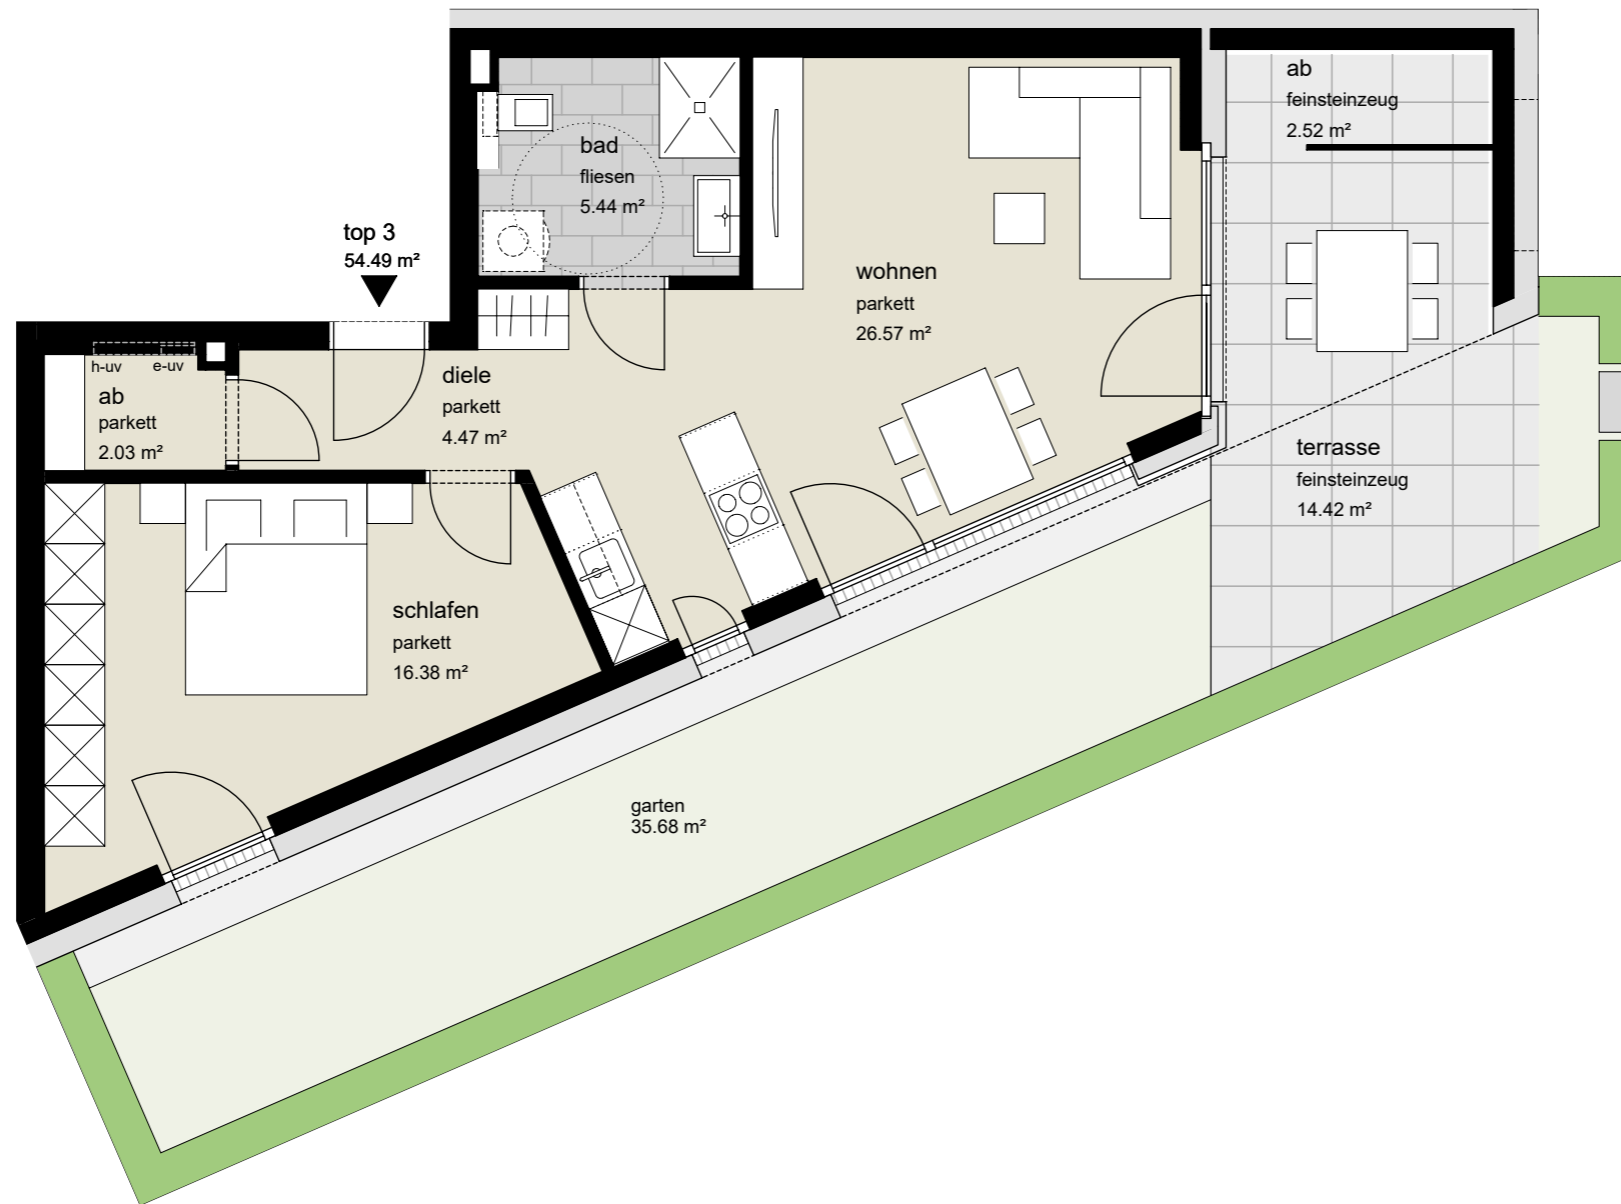 ab
feinsteinzeug
2.52 m²
bad
fliesen
5.44 m²
top 3
54.49 m²
wohnen
parkett
26.57 m²
h-uv
e-uv
ab
parkett
2.03 m²
diele
parkett
4.47 m²
terrasse
feinsteinzeug
14.42 m²
schlafen
parkett
16.38 m²
garten
35.68 m²